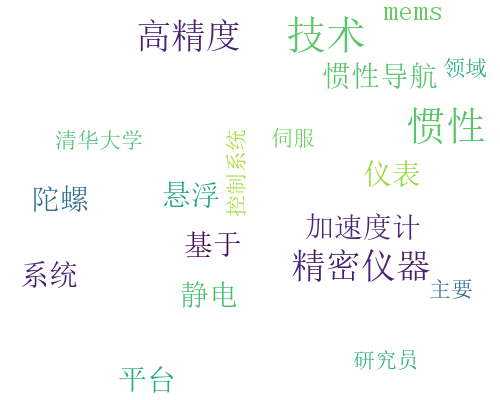 mems
高精度
技术
惯性导航
领域
惯性
清华大学
控制系统
伺服
仪表
陀螺
悬浮
加速度计
基于
精密仪器
系统
静电
主要
平台
研究员